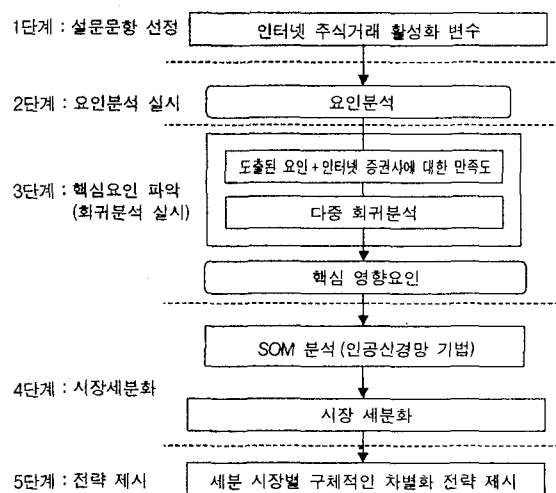 1단계 : 설문문항 선정
인터넷 주식거래 활성화 변수
2단계 : 요인분석 실시
요인분석
3단계 : 핵심요인 파악
(회귀분석 실시)
도출된 요인+인터넷 증권사에 대한 만족도
다중 회귀분석
핵심 영향요인
4단계 : 시장세분화
SOM 분석(인공신경망 기법)
시장 세분화
5단계 : 전략 제시
세분 시장별 구체적인 차별화 전략 제시